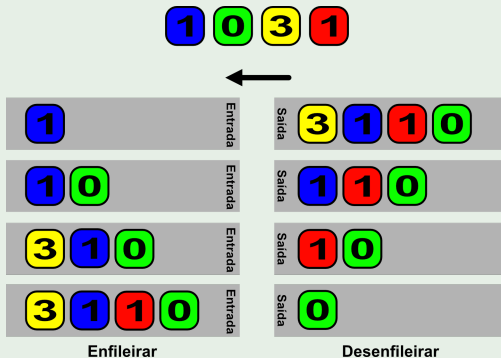 1 0 3 1
1 Entrada
Saída 3 1 1 0
1 0 Entrada
Saída 1 1 0
3 1 0 Entrada
Saída 1 0
3 1 1 0 Entrada
Saída 0
Enfileirar
Desenfileirar